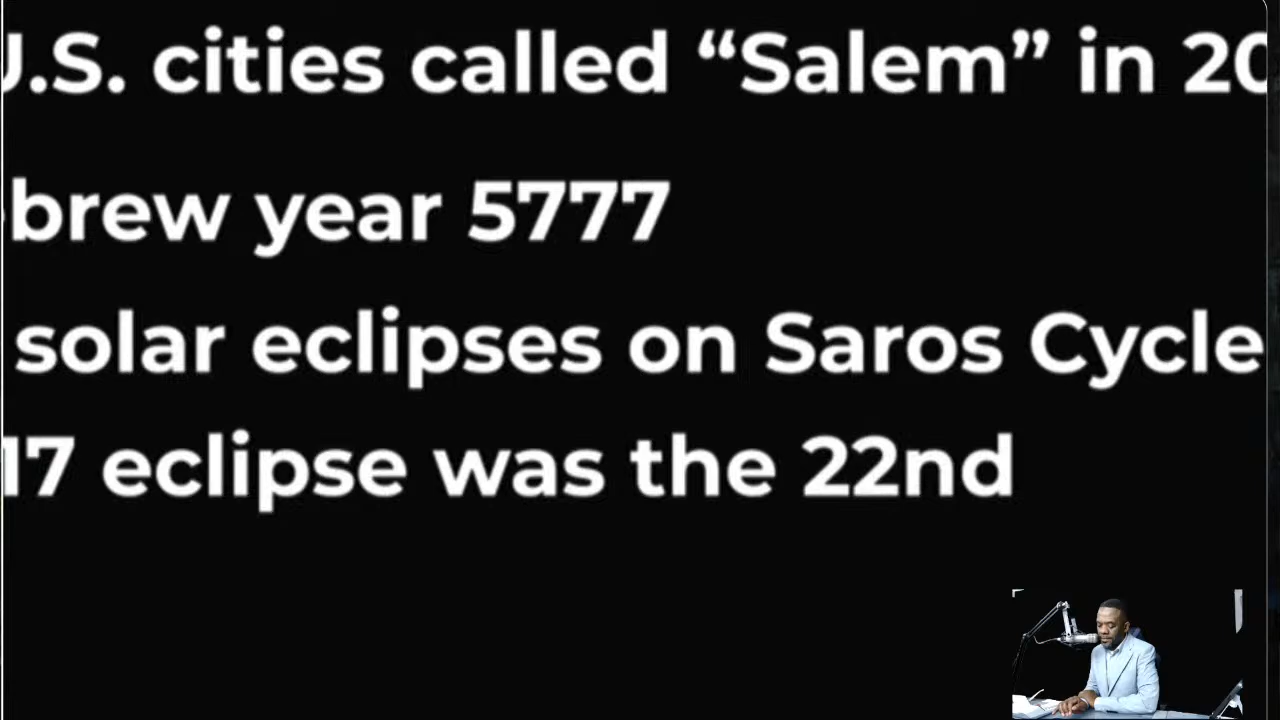 U.S. cities called “Salem” in 20
brew year 5777
solar eclipses on Saros Cycle
17 eclipse was the 22nd